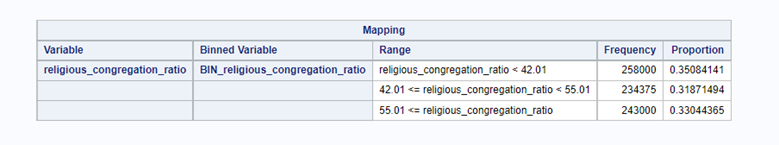 Mapping
Variable Binned Variable Range Frequency Proportion
religious_congregation_ratio BIN_religious_congregation_ratio religious_congregation_ratio < 42.01 258000 0.35084141
42.01 <= religious_congregation_ratio < 55.01 234375 0.31871494
55.01 <= religious_congregation_ratio 243000 0.33044365